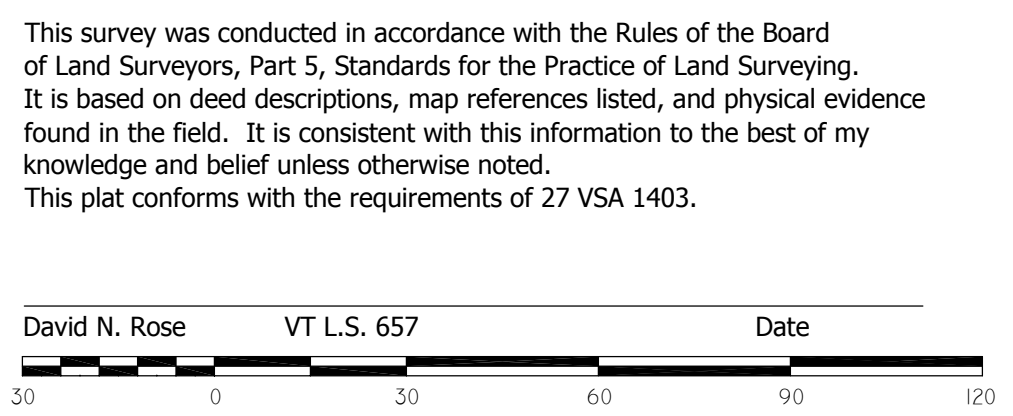 This survey was conducted in accordance with the Rules of the Board
of Land Surveyors, Part 5, Standards for the Practice of Land Surveying.
It is based on deed descriptions, map references listed, and physical evidence
found in the field.  It is consistent with this information to the best of my
knowledge and belief unless otherwise noted.
This plat conforms with the requirements of 27 VSA 1403.
David N. Rose VT L.S. 657 Date
30 0 30 60 90 120